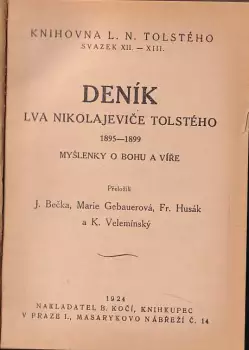 KNIHOVNA L. N. TOLSTÉHO
SVAZEK XII. — XIII.
DENÍK
LVA NIKOLAJEVIČE TOLSTÉHO
1895—1899
MYŠLENKY O BOHU A VÍŘE
Přeložili
J. Bečka, Marie Gebauerová, Fr. Husák
a K. Velemínský
1924
NAKLADATEL B. KOČÍ, KNIHKUPEC
V PRAZE I., MASARYKOVO NÁBŘEŽÍ Č. 14